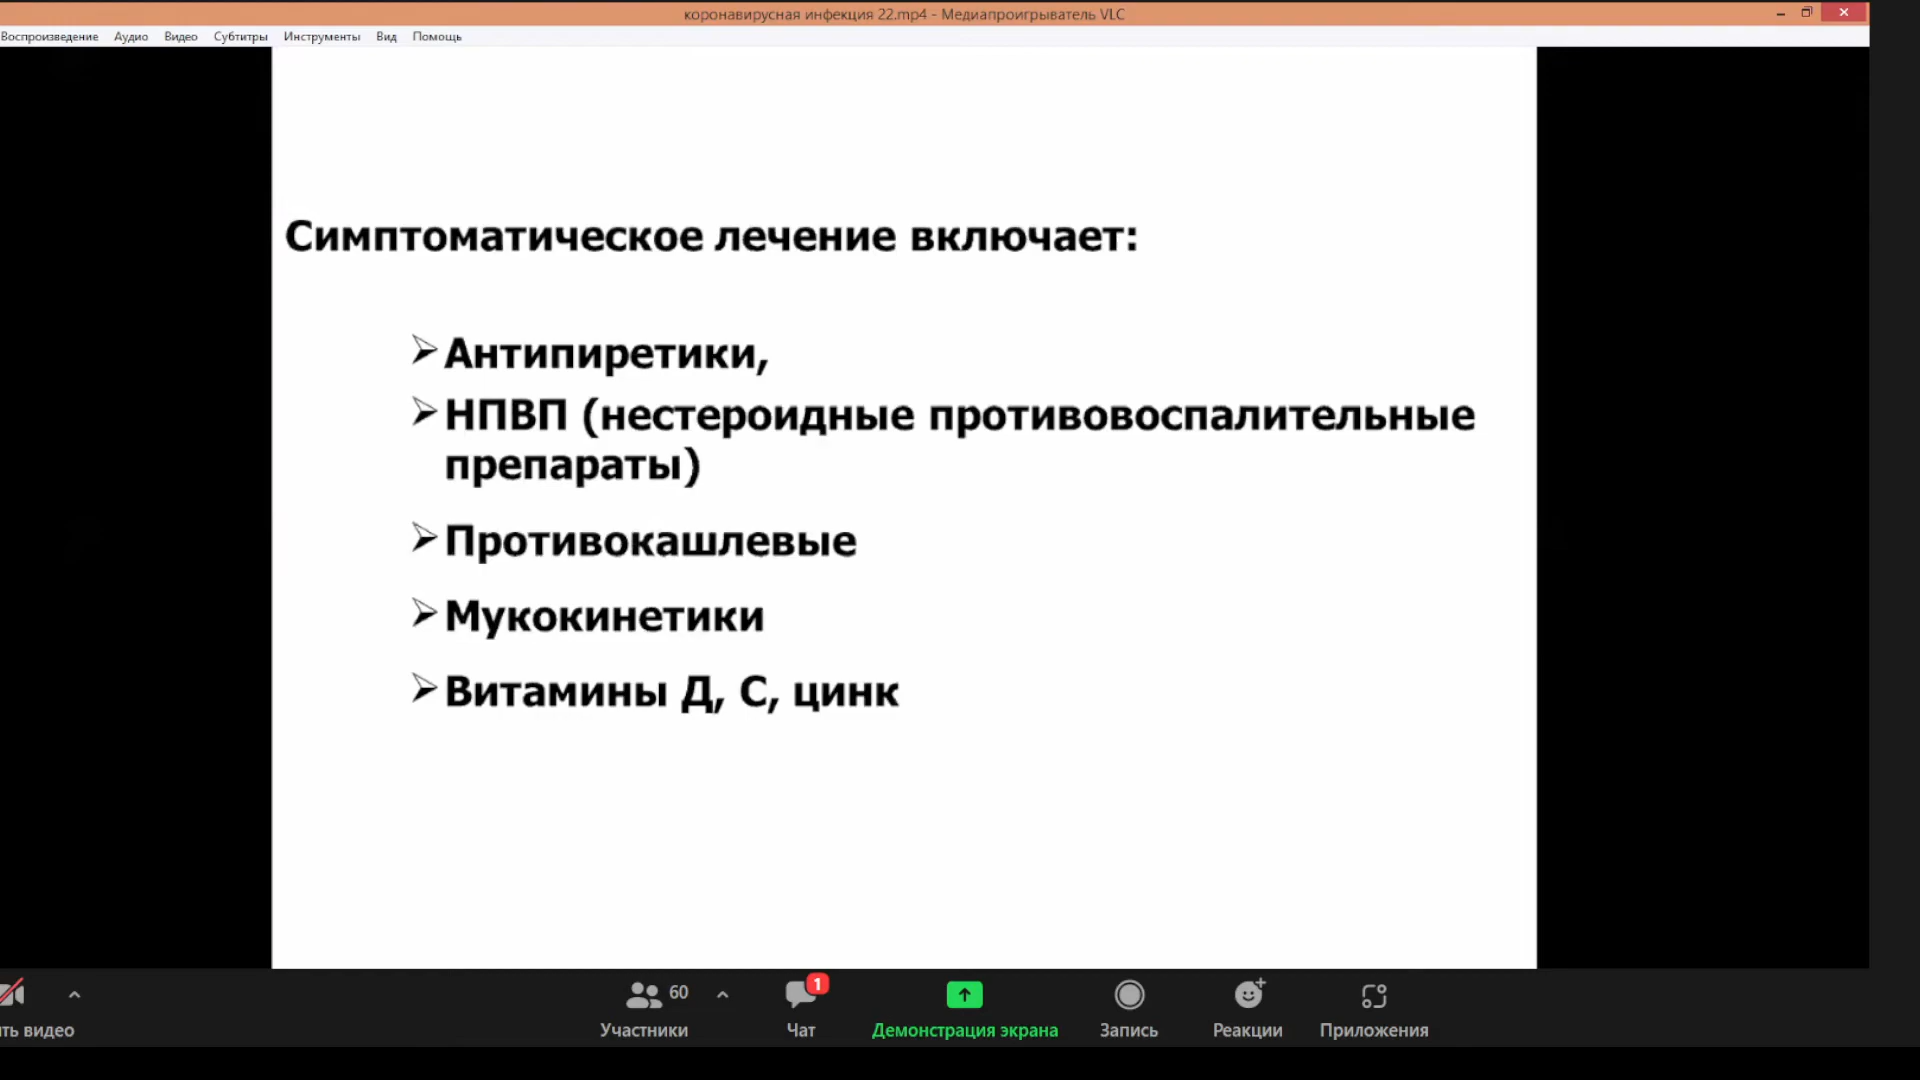 коронавирусная инфекция 22.mp4 - Медиапроигрыватель VLC
Воспроизведение Аудио Видео Субтитры Инструменты Вид Помощь
Симптоматическое лечение включает:
Антипиретики,
НПВП (нестероидные противовоспалительные
препараты)
Противокашлевые
Мукокинетики
Витамины Д, С, цинк
60
1
ть видео Участники Чат Демонстрация экрана Запись Реакции Приложения